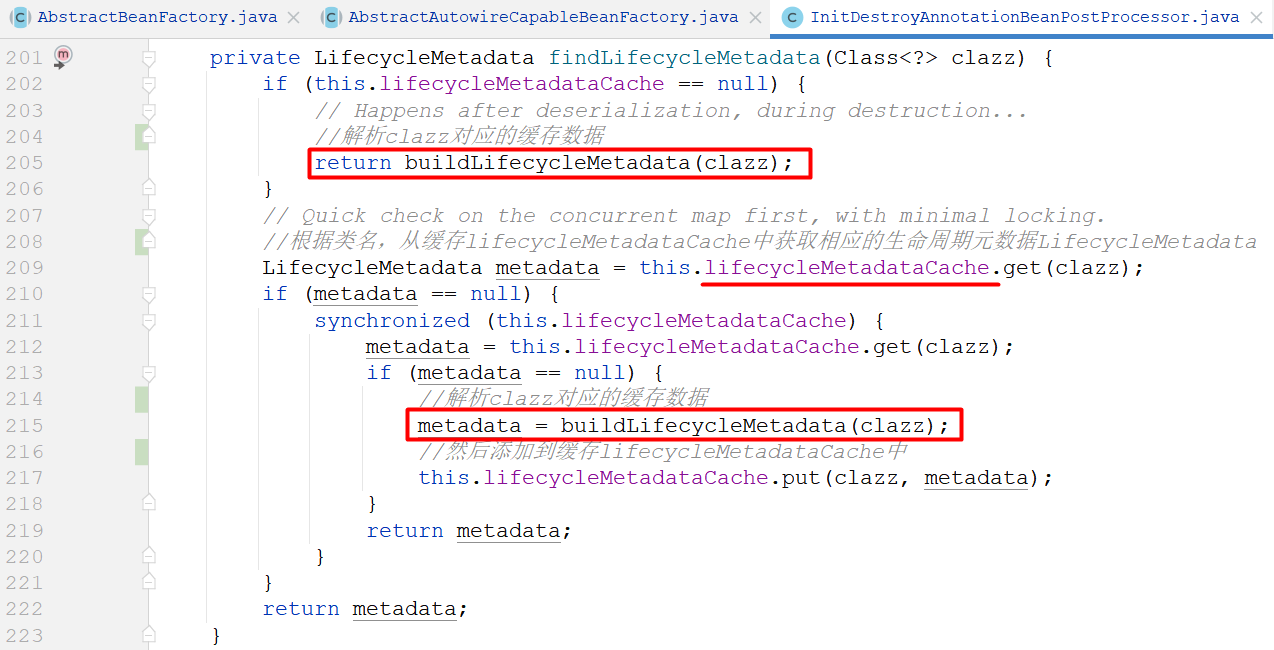 AbstractBeanFactory.java AbstractAutowireCapableBeanFactory.java InitDestroyAnnotationBeanPostProcessor.java
201 private LifecycleMetadata findLifecycleMetadata(Class<?> clazz) {
202 if (this.lifecycleMetadataCache == null) {
203 // Happens after deserialization, during destruction...
204 //解析clazz对应的缓存数据
205 return buildLifecycleMetadata(clazz);
206 }
207 // Quick check on the concurrent map first, with minimal locking.
208 //根据类名，从缓存lifecycleMetadataCache中获取相应的生命周期元数据LifecycleMetadata
209 LifecycleMetadata metadata = this.lifecycleMetadataCache.get(clazz);
210 if (metadata == null) {
211 synchronized (this.lifecycleMetadataCache) {
212 metadata = this.lifecycleMetadataCache.get(clazz);
213 if (metadata == null) {
214 //解析clazz对应的缓存数据
215 metadata = buildLifecycleMetadata(clazz);
216 //然后添加到缓存lifecycleMetadataCache中
217 this.lifecycleMetadataCache.put(clazz, metadata);
218 }
219 return metadata;
220 }
221 }
222 return metadata;
223 }